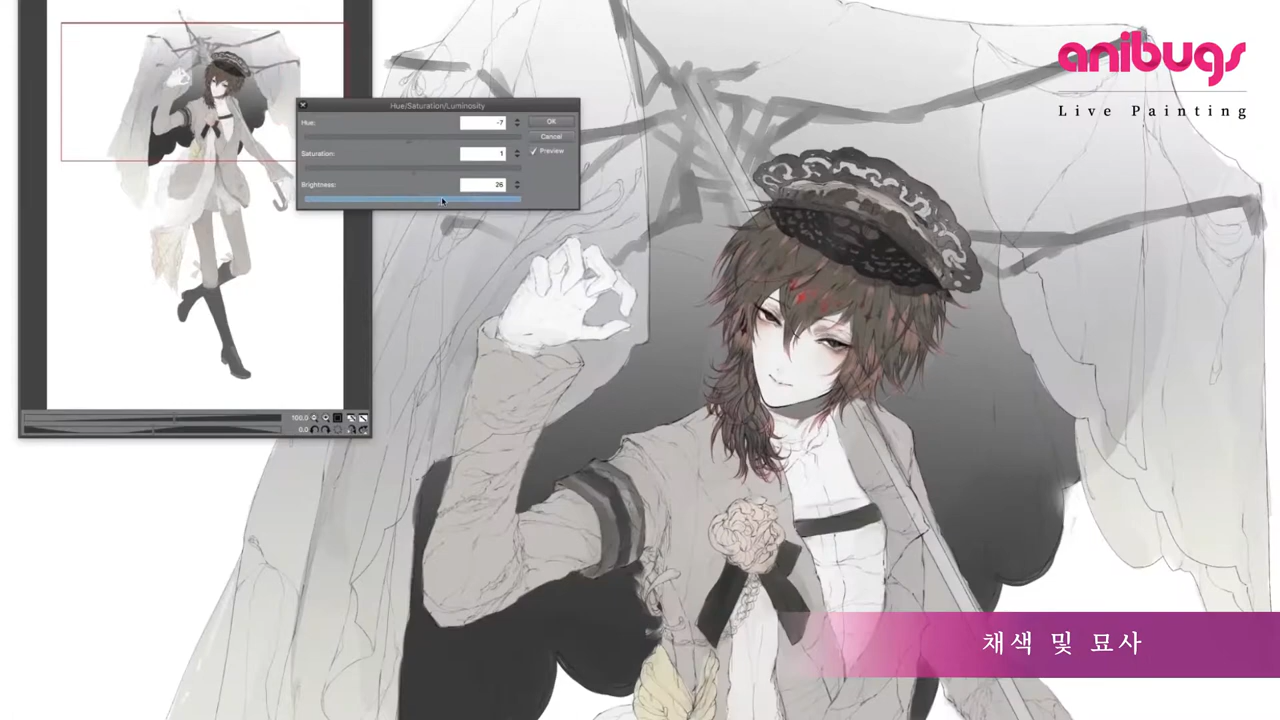 anibugs
Live Painting
Hue/Saturation/Luminosity
Hue: -7
OK
Cancel
Saturation: 1
Preview
Brightness: 26
100.0
0.0
채색 및 묘사